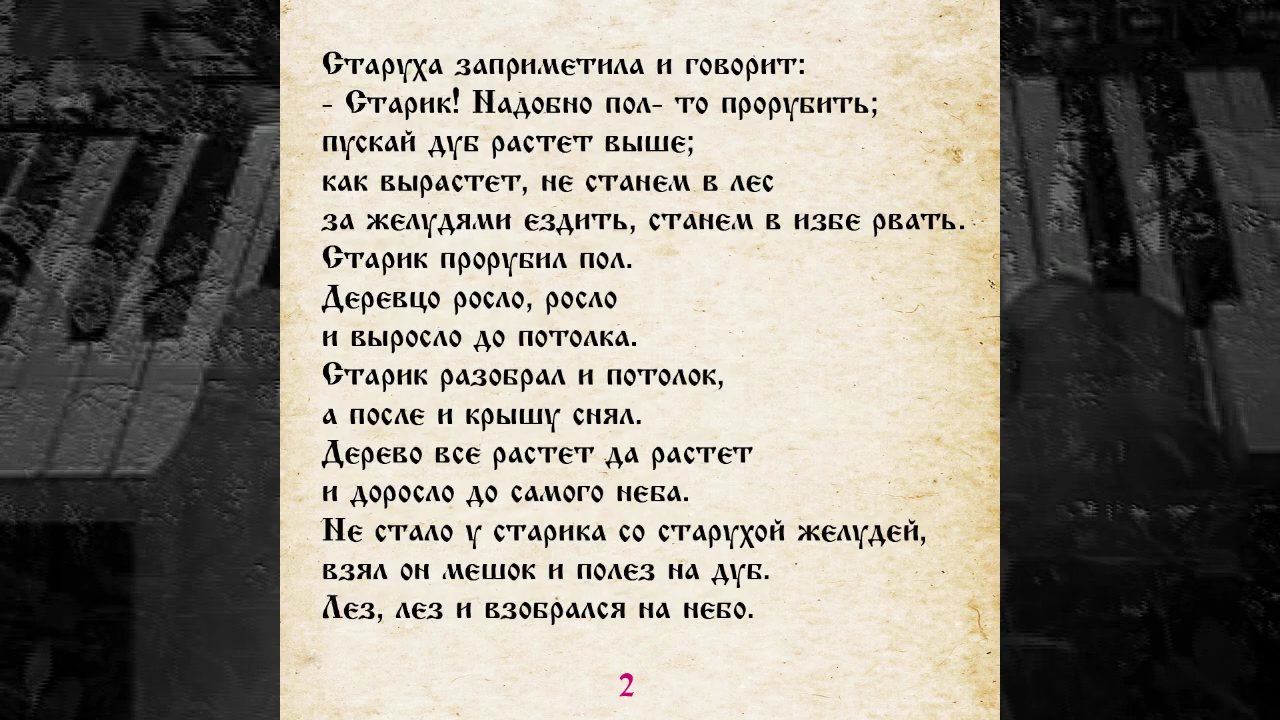 Старуха заприметила и говорит:
- Старик! Надобно пол- то прорубить;
пускай дуб растет выше;
как вырастет, не станем в лес
за желудями ездить, станем в избе рвать.
Старик прорубил пол.
Деревцо росло, росло
и выросло до потолка.
Старик разобрал и потолок,
а после и крышу снял.
Дерево все растет да растет
и доросло до самого неба.
Не стало у старика со старухой желудей,
взял он мешок и полез на дуб.
Лез, лез и взобрался на небо.
2